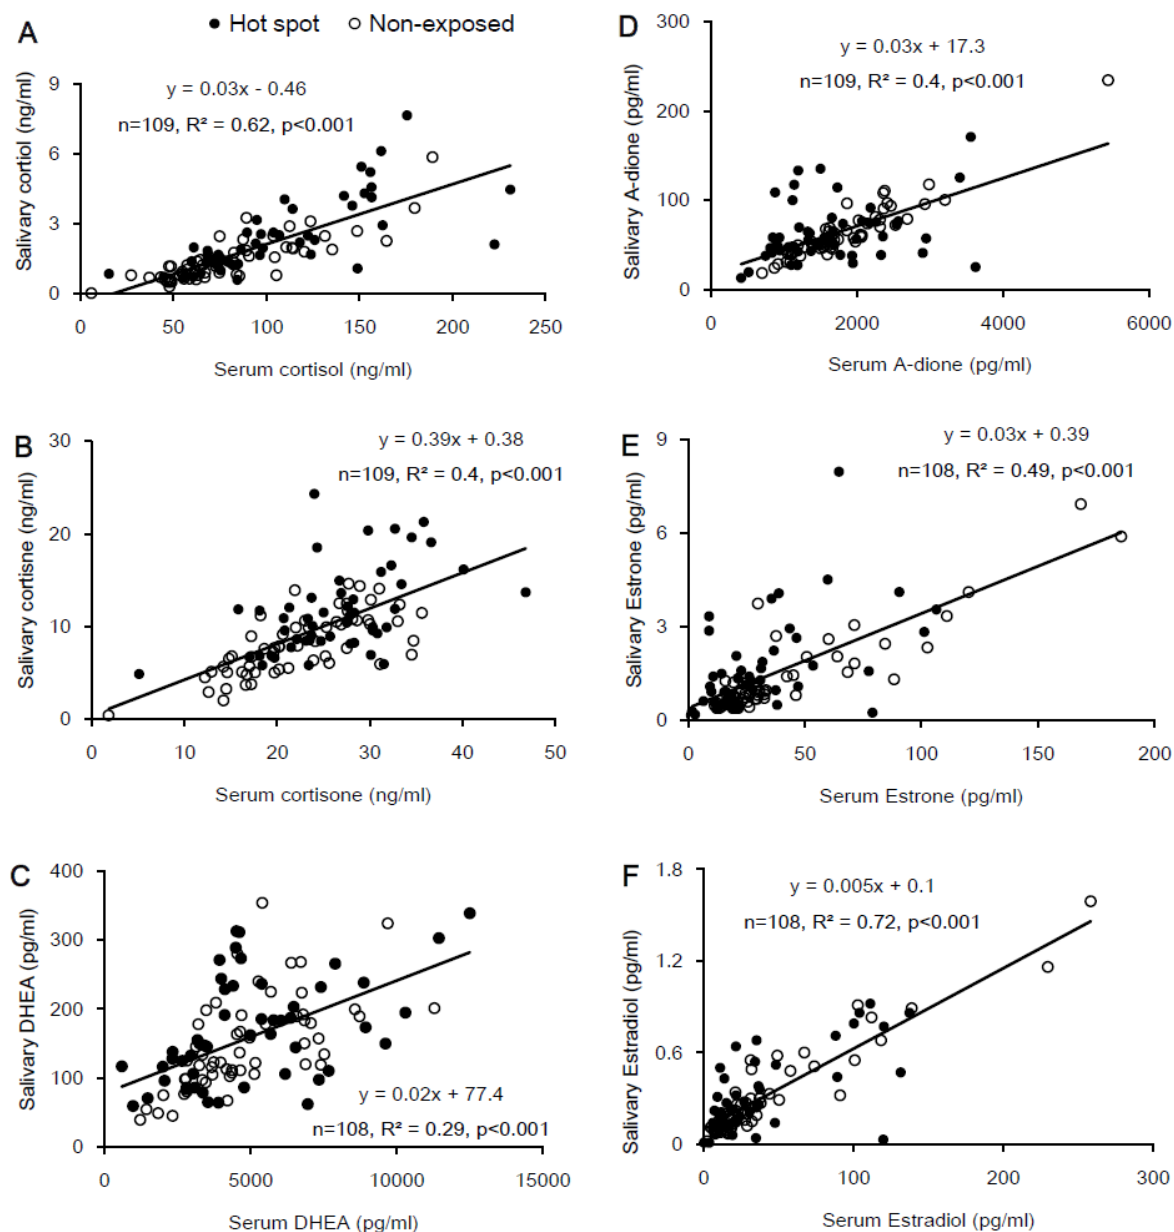 A
Hot spot Non-exposed
y = 0.03x - 0.46
n=109, R² = 0.62, p<0.001
Salivary cortiol (ng/ml)
9
6
3
0
0 50 100 150 200 250
Serum cortisol (ng/ml)
B
y = 0.39x + 0.38
n=109, R² = 0.4, p<0.001
Salivary cortisne (ng/ml)
30
20
10
0
0 10 20 30 40 50
Serum cortisone (ng/ml)
C
Salivary DHEA (pg/ml)
400
300
200
100
0
y = 0.02x + 77.4
n=108, R² = 0.29, p<0.001
0 5000 10000 15000
Serum DHEA (pg/ml)
D
y = 0.03x + 17.3
n=109, R² = 0.4, p<0.001
Salivary A-dione (pg/ml)
300
200
100
0
0 2000 4000 6000
Serum A-dione (pg/ml)
E
y = 0.03x + 0.39
n=108, R² = 0.49, p<0.001
Salivary Estrone (pg/ml)
9
6
3
0
0 50 100 150 200
Serum Estrone (pg/ml)
F
y = 0.005x + 0.1
n=108, R² = 0.72, p<0.001
Salivary Estradiol (pg/ml)
1.8
1.2
0.6
0
0 100 200 300
Serum Estradiol (pg/ml)